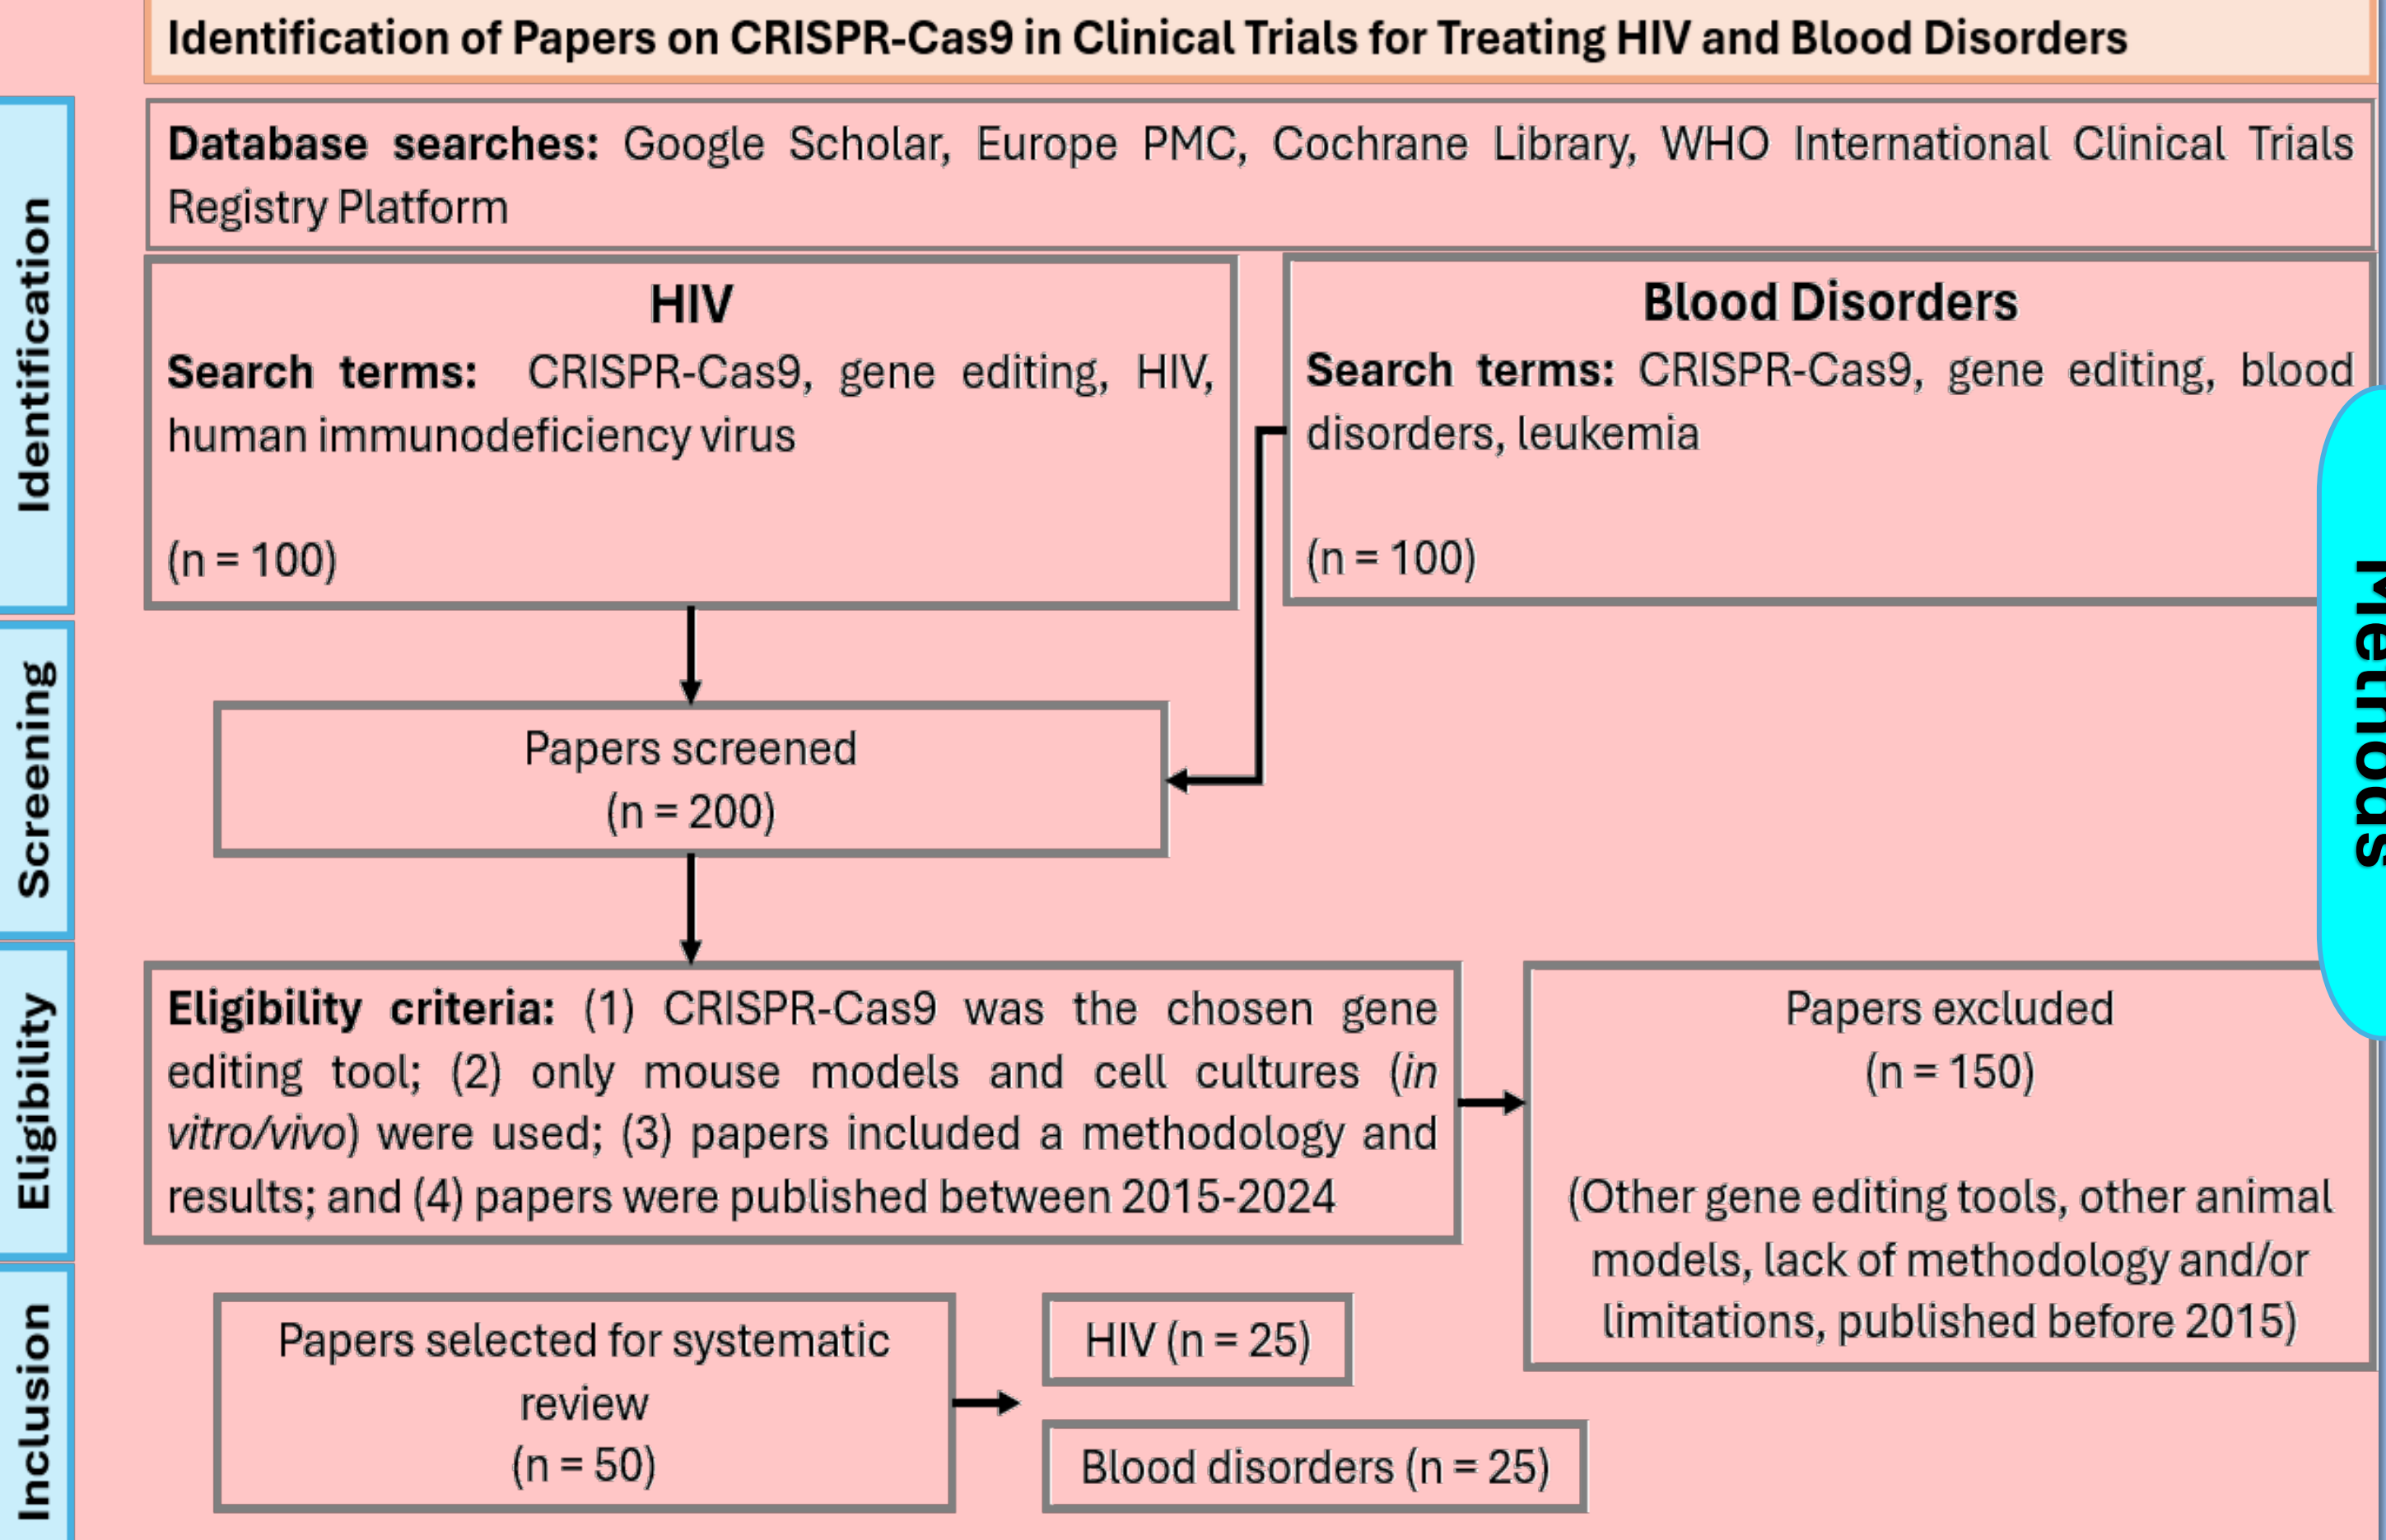 Identification of Papers on CRISPR-Cas9 in Clinical Trials for Treating HIV and Blood Disorders
Identification
Database searches: Google Scholar, Europe PMC, Cochrane Library, WHO International Clinical Trials
Registry Platform
HIV
Search terms: CRISPR-Cas9, gene editing, HIV,
human immunodeficiency virus
(n = 100)
Blood Disorders
Search terms: CRISPR-Cas9, gene editing, blood
disorders, leukemia
(n = 100)
Methods
Screening
Papers screened
(n = 200)
Eligibility
Eligibility criteria: (1) CRISPR-Cas9 was the chosen gene
editing tool; (2) only mouse models and cell cultures (in
vitro/vivo) were used; (3) papers included a methodology and
results; and (4) papers were published between 2015-2024
Papers excluded
(n = 150)
(Other gene editing tools, other animal
models, lack of methodology and/or
limitations, published before 2015)
Inclusion
Papers selected for systematic
review
(n = 50)
HIV (n = 25)
Blood disorders (n = 25)